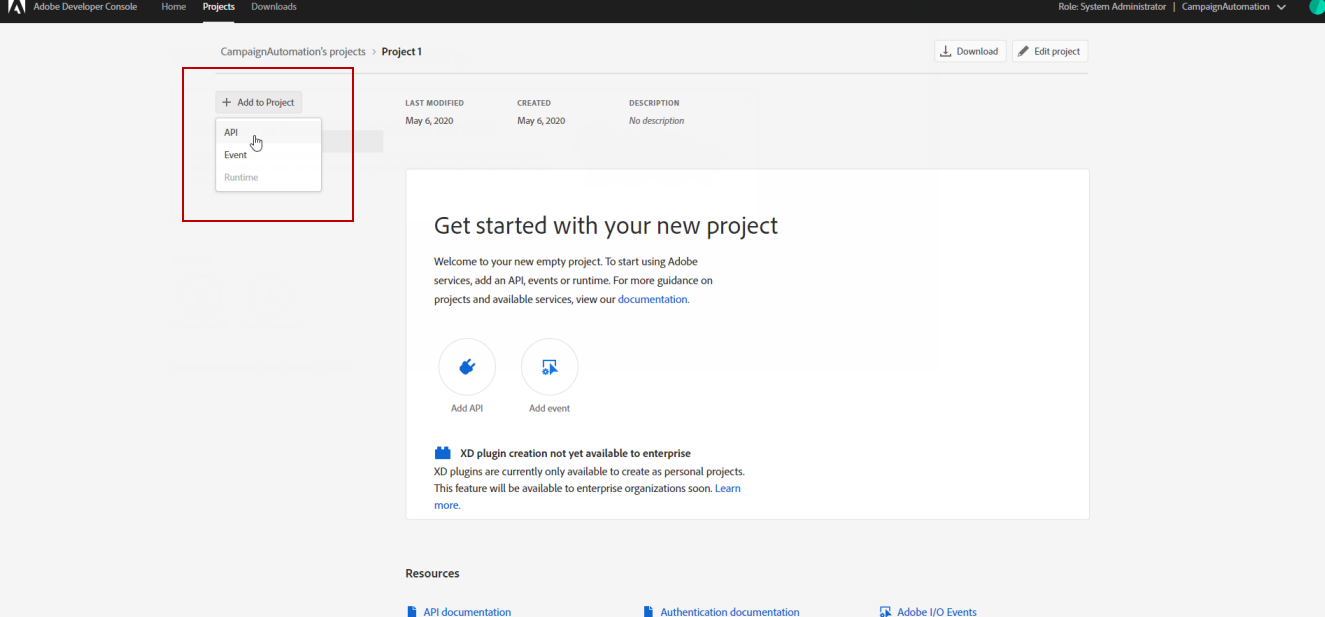 Adobe Developer Console Home Projects Downloads Role: System Administrator | CampaignAutomation
CampaignAutomation's projects > Project 1 Download Edit project
+ Add to Project
API
Event
Runtime
LAST MODIFIED CREATED DESCRIPTION
May 6, 2020 May 6, 2020 No description
Get started with your new project
Welcome to your new empty project. To start using Adobe
services, add an API, events or runtime. For more guidance on
projects and available services, view our documentation.
Add API Add event
XD plugin creation not yet available to enterprise
XD plugins are currently only available to create as personal projects.
This feature will be available to enterprise organizations soon. Learn
more.
Resources
API documentation Authentication documentation Adobe I/O Events